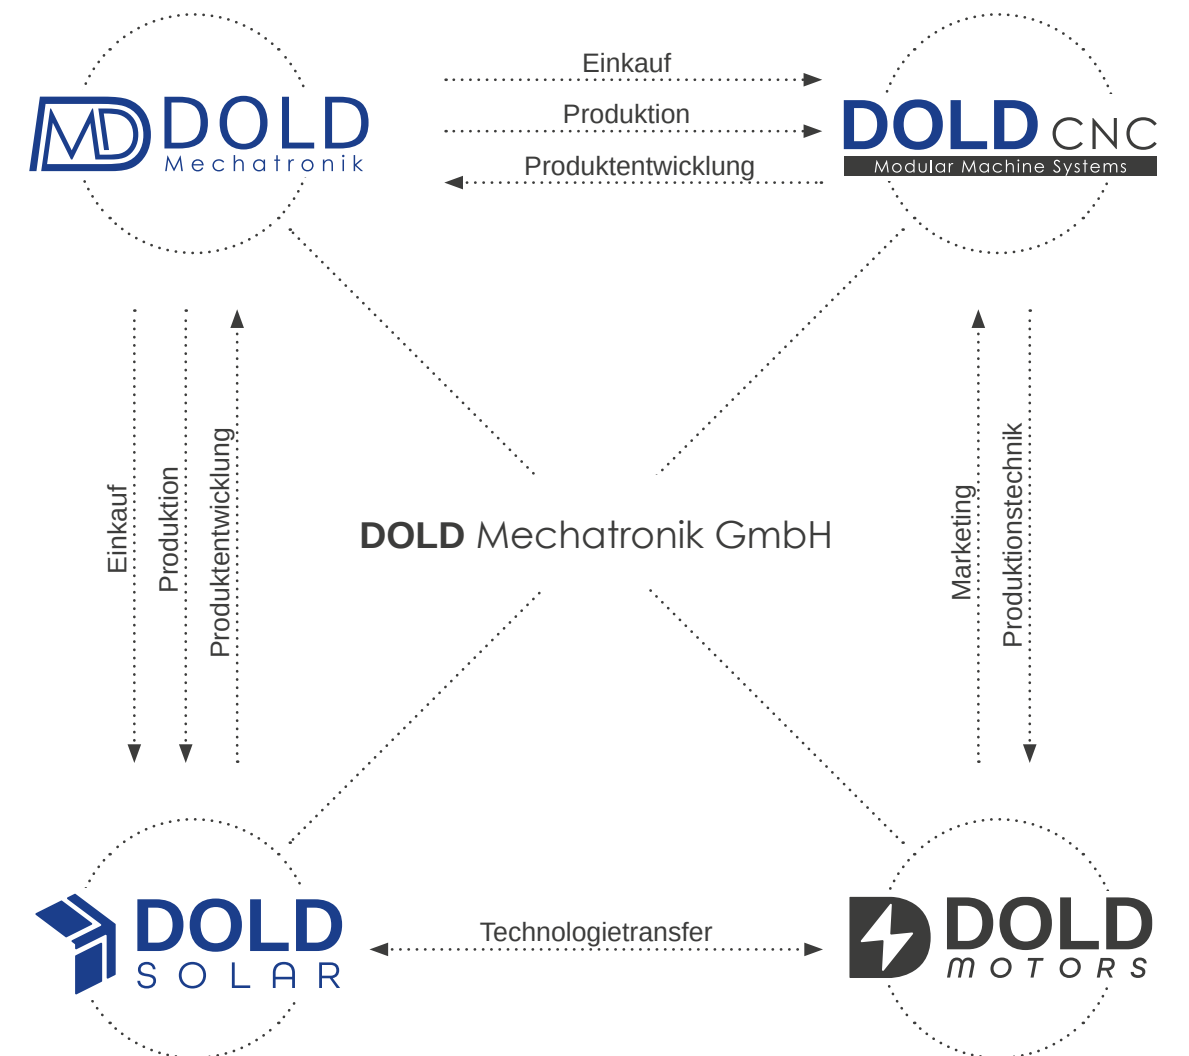 Einkauf
Produktion
Produktentwicklung
DOLD
Mechatronik
DOLD CNC
Modular Machine Systems
Einkauf
Produktion
Produktentwicklung
DOLD Mechatronik GmbH
Marketing
Produktionstechnik
DOLD
SOLAR
Technologietransfer
DOLD
MOTORS